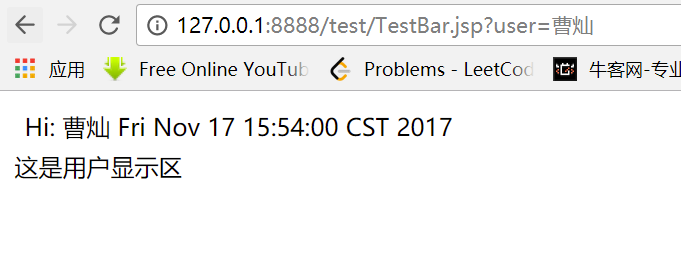 127.0.0.1:8888/test/TestBar.jsp?user=曹灿
应用 Free Online YouTub Problems - LeetCod 牛客网-专业
Hi: 曹灿 Fri Nov 17 15:54:00 CST 2017
这是用户显示区